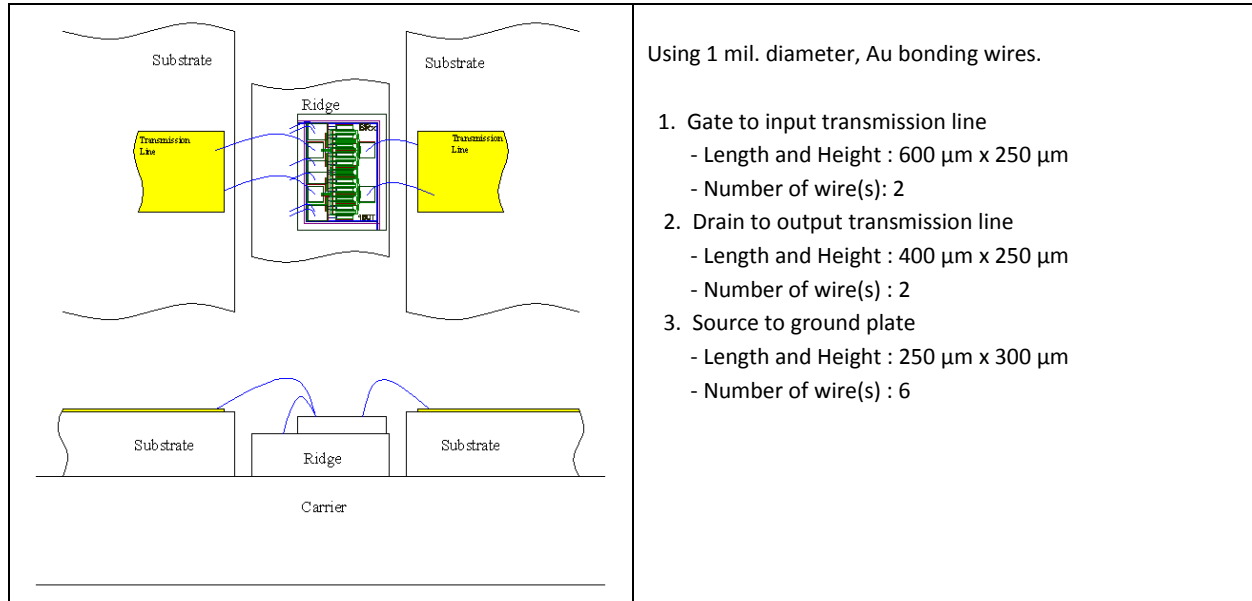 Substrate
Substrate
Ridge
Transmission
Line
Transmission
Line
Substrate
Ridge
Substrate
Carrier
Using 1 mil. diameter, Au bonding wires.
1. Gate to input transmission line
- Length and Height : 600 µm x 250 µm
- Number of wire(s): 2
2. Drain to output transmission line
- Length and Height : 400 µm x 250 µm
- Number of wire(s) : 2
3. Source to ground plate
- Length and Height : 250 µm x 300 µm
- Number of wire(s) : 6